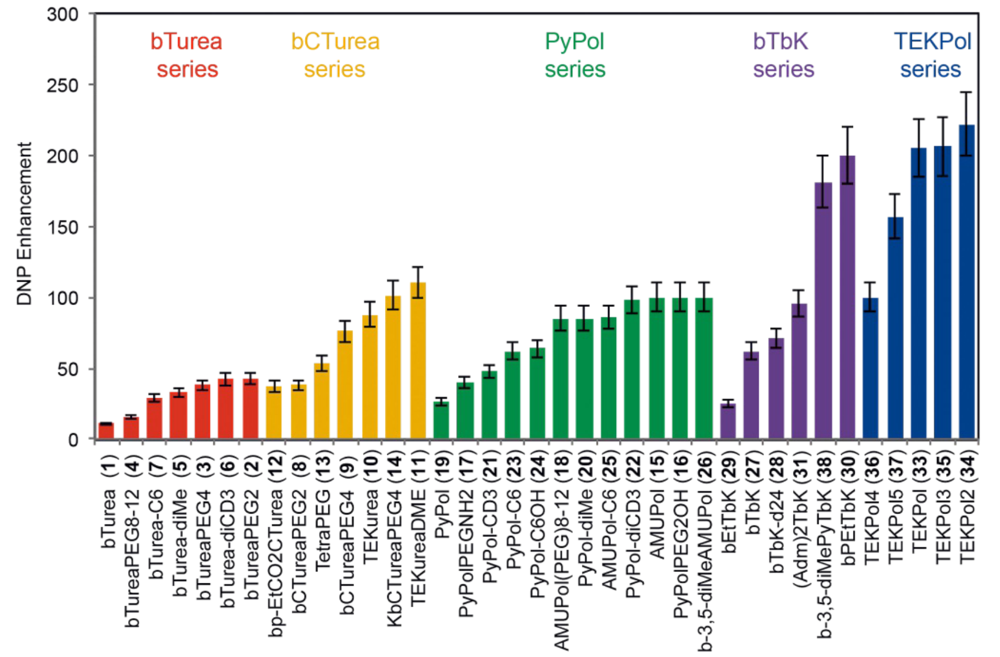 300
250
200
150
100
50
0
DNP Enhancement
bTurea
series
bCTurea
series
PyPol
series
bTbK
series
TEKPol
series
bTurea (1)
bTureaPEG8-12 (4)
bTurea-C6 (7)
bTurea-diMe (5)
bTureaPEG4 (3)
bTurea-diCD3 (6)
bTureaPEG2 (2)
bp-EtCO2CTurea (12)
bCTureaPEG2 (8)
TetraPEG (13)
bCTureaPEG4 (9)
TEKurea (10)
KbCTureaPEG4 (14)
TEKureaDME (11)
PyPol (19)
PyPolPEGNH2 (17)
PyPol-CD3 (21)
PyPol-C6 (23)
PyPol-C6OH (24)
AMUPol(PEG)8-12 (18)
PyPol-diMe (20)
AMUPol-C6 (25)
PyPol-diCD3 (22)
AMUPol (15)
PyPolPEG2OH (16)
b-3,5-diMeAMUPol (26)
bEtTbK (29)
bTbK (27)
bTbK-d24 (28)
(Adm)2TbK (31)
b-3,5-diMePyTbK (38)
bPEtTbK (30)
TEKPol4 (36)
TEKPol5 (37)
TEKPol (33)
TEKPol3 (35)
TEKPol2 (34)